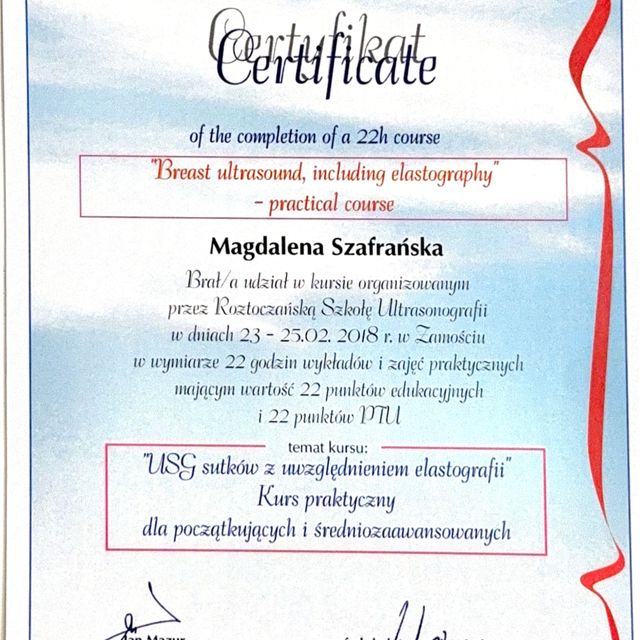 Certyfikat
Certificate
of the completion of a 22h course
"Breast ultrasound, including elastography"
– practical course
Magdalena Szafrańska
Brał/a udział w kursie organizowanym
przez Roztoczańską Szkołę Ultrasonografii
w dniach 23 – 25.02. 2018 r. w Zamościu
w wymiarze 22 godzin wykładów i zajęć praktycznych
mającym wartość 22 punktów edukacyjnych
i 22 punktów PTU
temat kursu:
"USG sutków z uwzględnieniem elastografii"
Kurs praktyczny
dla początkujących i średniozaawansowanych
Mazur